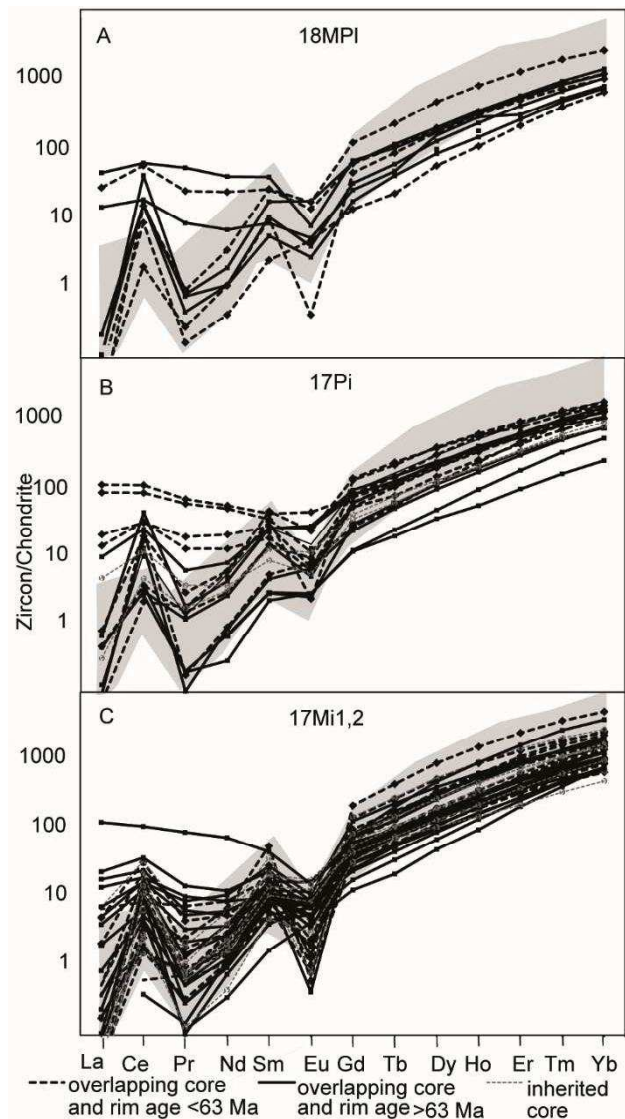 A
18MPl
1000
100
10
1
B
17Pi
1000
100
10
1
Zircon/Chondrite
C
17Mi1,2
1000
100
10
1
La Ce Pr Nd Sm Eu Gd Tb Dy Ho Er Tm Yb
overlapping core and rim age <63 Ma
overlapping core and rim age >63 Ma
inherited core